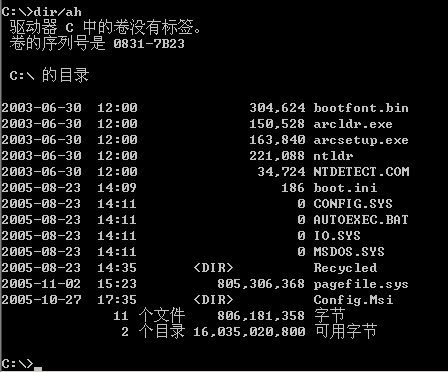 C:\>dir/ah
驱动器 C 中的卷没有标签。
卷的序列号是 0831-7B23
C:\ 的目录
2003-06-30 12:00 304,624 bootfont.bin
2003-06-30 12:00 150,528 arcldr.exe
2003-06-30 12:00 163,840 arcsetup.exe
2003-06-30 12:00 221,088 ntldr
2003-06-30 12:00 34,724 NTDETECT.COM
2005-08-23 14:09 186 boot.ini
2005-08-23 14:11 0 CONFIG.SYS
2005-08-23 14:11 0 AUTOEXEC.BAT
2005-08-23 14:11 0 IO.SYS
2005-08-23 14:11 0 MSDOS.SYS
2005-08-23 14:35 <DIR> Recycled
2005-11-02 15:23 805,306,368 pagefile.sys
2005-10-27 17:35 <DIR> Config.Msi
11 个文件 806,181,358 字节
2 个目录 16,035,020,800 可用字节
C:\>